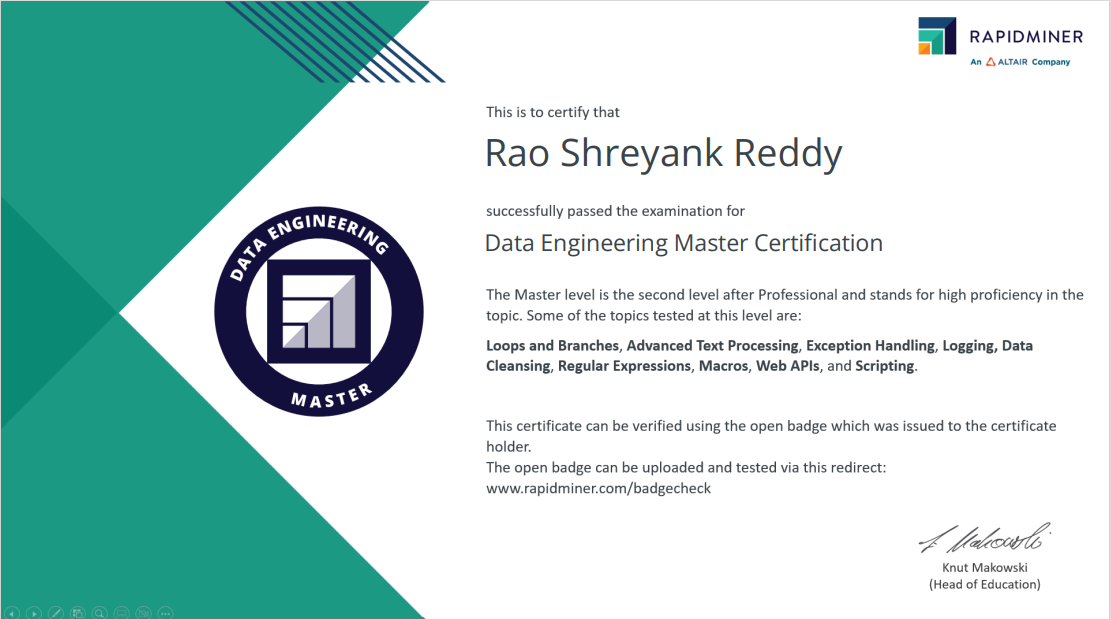 RAPIDMINER
An ALTAIR Company
This is to certify that
Rao Shreyank Reddy
successfully passed the examination for
Data Engineering Master Certification
DATA ENGINEERING
MASTER
The Master level is the second level after Professional and stands for high proficiency in the
topic. Some of the topics tested at this level are:
Loops and Branches, Advanced Text Processing, Exception Handling, Logging, Data
Cleansing, Regular Expressions, Macros, Web APIs, and Scripting.
This certificate can be verified using the open badge which was issued to the certificate
holder.
The open badge can be uploaded and tested via this redirect:
www.rapidminer.com/badgecheck
Knut Makowski
(Head of Education)